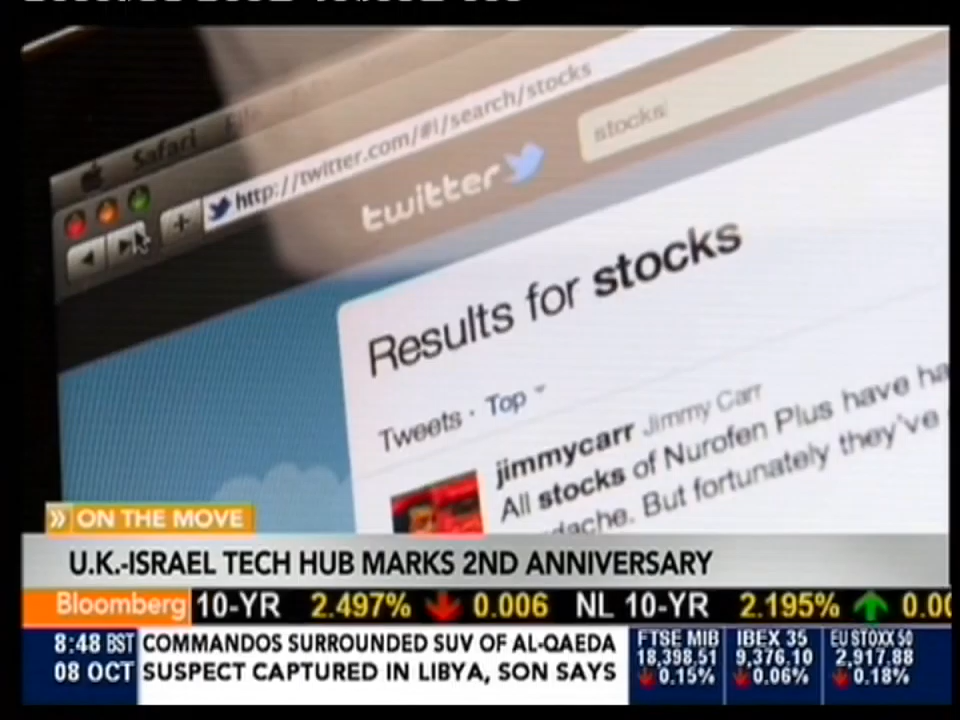 Safari File
http://twitter.com/#!/search/stocks
twitter
stocks
Results for stocks
Tweets · Top
jimmycarr Jimmy Carr
All stocks of Nurofen Plus have
But fortunately they've
» ON THE MOVE
U.K.-ISRAEL TECH HUB MARKS 2ND ANNIVERSARY
Bloomberg 10-YR 2.497% 0.006 NL 10-YR 2.195%
8:48 BST COMMANDOS SURROUNDED SUV OF AL-QAEDA
08 OCT SUSPECT CAPTURED IN LIBYA, SON SAYS
FTSE MIB IBEX 35 EU STOXX 50
18,398.51 9,376.10 2,917.88
0.15% 0.06% 0.18%